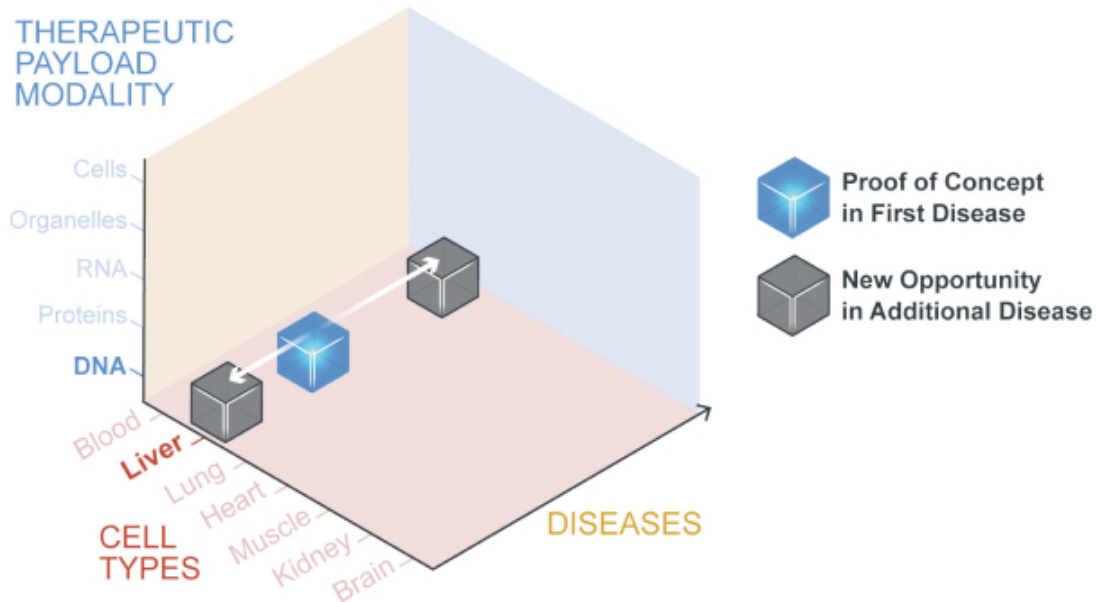 THERAPEUTIC
PAYLOAD
MODALITY
Cells
Organelles
RNA
Proteins
DNA
Blood
Liver
Lung
Heart
Muscle
Kidney
Brain
CELL
TYPES
DISEASES
Proof of Concept
in First Disease
New Opportunity
in Additional Disease